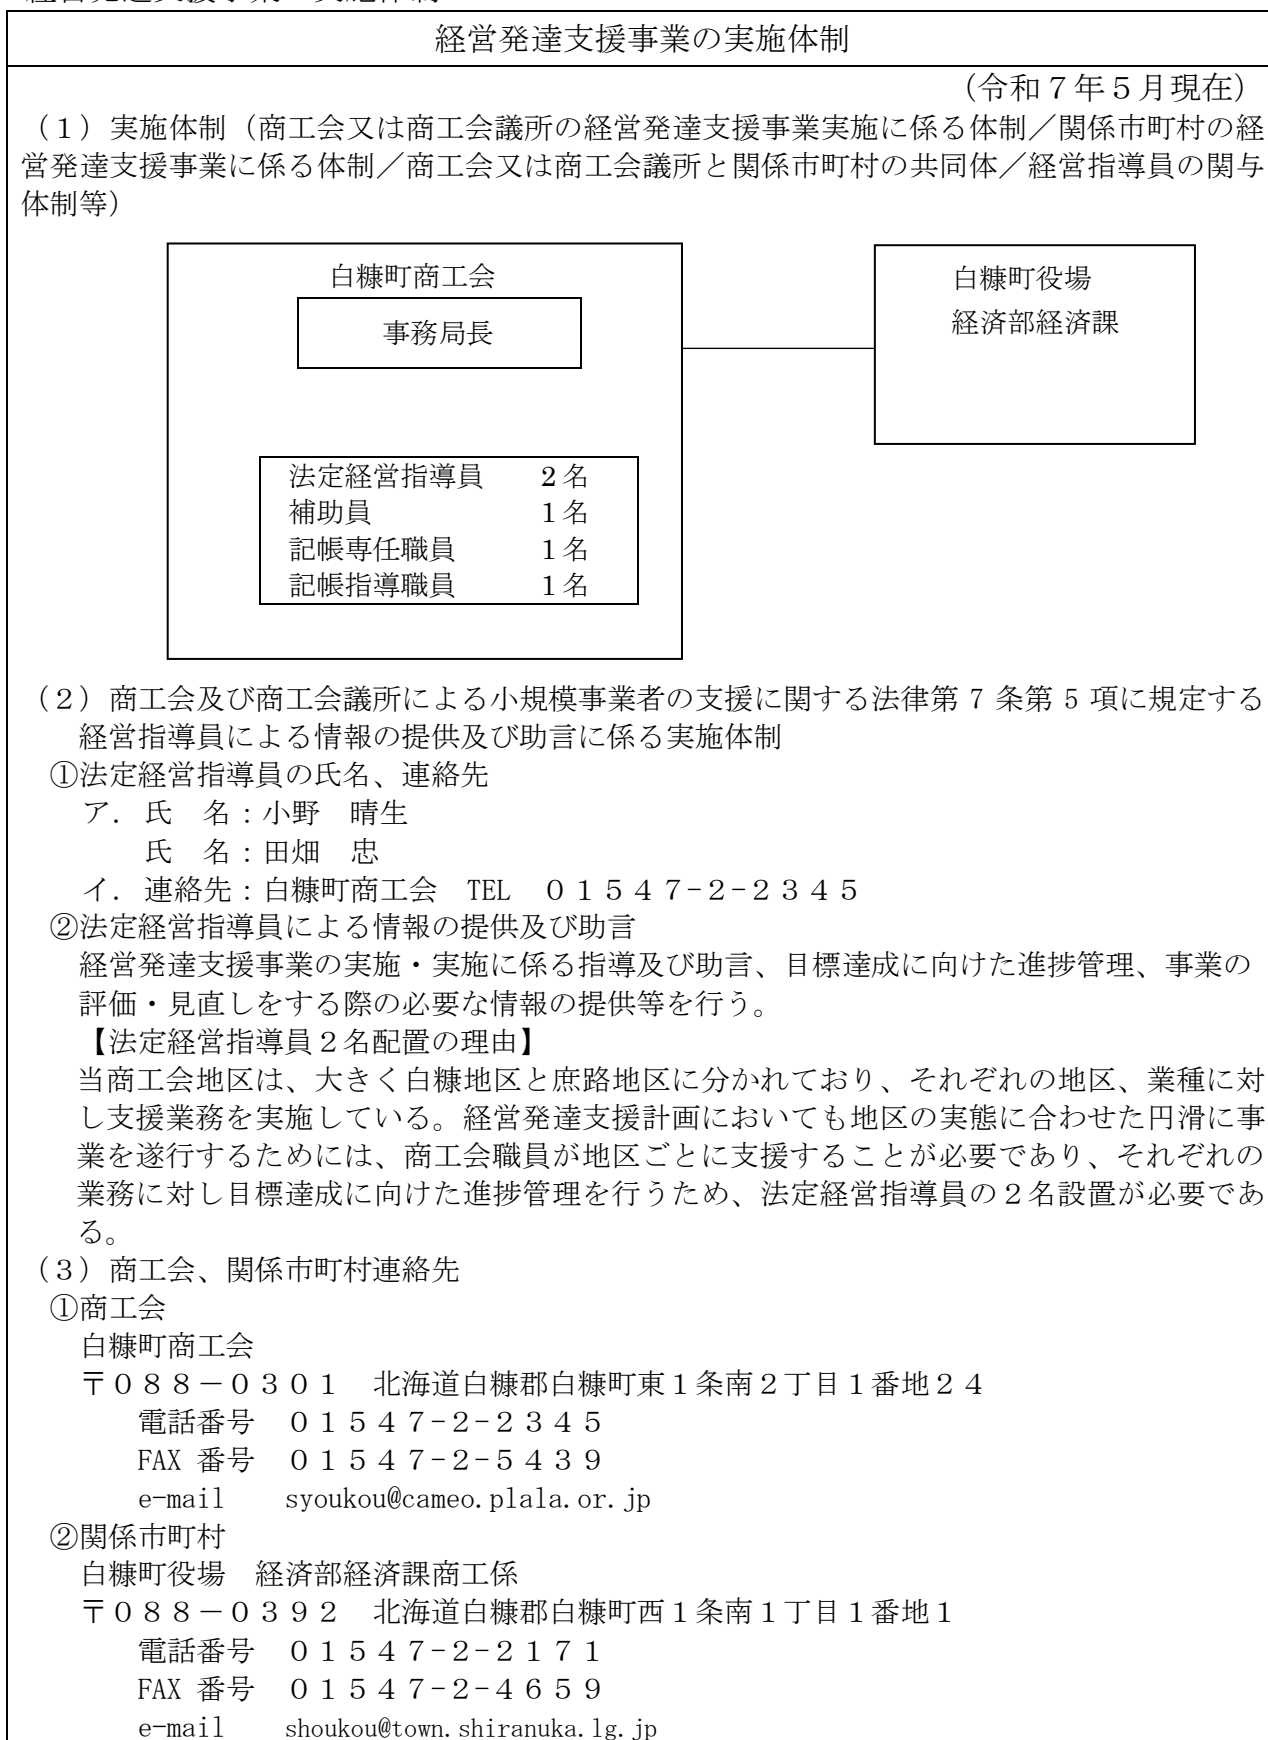 経営発達支援事業の実施体制
(令和7年5月現在)
(1)実施体制(商工会又は商工会議所の経営発達支援事業実施に係る体制/関係市町村の経
営発達支援事業に係る体制/商工会又は商工会議所と関係市町村の共同体/経営指導員の関与
体制等)
白糠町商工会
事務局長
白糠町役場
経済部経済課
法定経営指導員 2名
補助員 1名
記帳専任職員 1名
記帳指導職員 1名
(2)商工会及び商工会議所による小規模事業者の支援に関する法律第 7 条第 5 項に規定する
経営指導員による情報の提供及び助言に係る実施体制
①法定経営指導員の氏名、連絡先
ア.氏 名:小野 晴生
氏 名:田畑 忠
イ.連絡先:白糠町商工会 TEL 01547-2-2345
②法定経営指導員による情報の提供及び助言
経営発達支援事業の実施・実施に係る指導及び助言、目標達成に向けた進捗管理、事業の
評価・見直しをする際の必要な情報の提供等を行う。
【法定経営指導員2名配置の理由】
当商工会地区は、大きく白糠地区と庶路地区に分かれており、それぞれの地区、業種に対
し支援業務を実施している。経営発達支援計画においても地区の実態に合わせた円滑に事
業を遂行するためには、商工会職員が地区ごとに支援することが必要であり、それぞれの
業務に対し目標達成に向けた進捗管理を行うため、法定経営指導員の2名設置が必要であ
る。
(3)商工会、関係市町村連絡先
①商工会
白糠町商工会
〒088-0301 北海道白糠郡白糠町東1条南2丁目1番地24
電話番号 01547-2-2345
FAX 番号 01547-2-5439
e-mail syoukou@cameo.plala.or.jp
②関係市町村
白糠町役場 経済部経済課商工係
〒088-0392 北海道白糠郡白糠町西1条南1丁目1番地1
電話番号 01547-2-2171
FAX 番号 01547-2-4659
e-mail shoukou@town.shiranuka.lg.jp